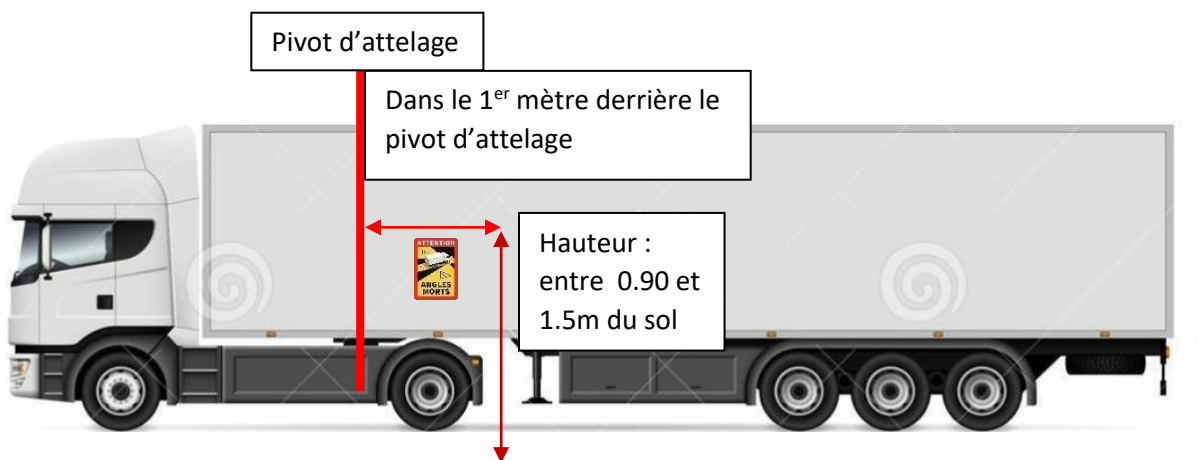 Pivot d’attelage
Dans le 1er mètre derrière le
pivot d’attelage
Hauteur :
entre 0.90 et
1.5m du sol
ATTENTION
ANGLES
MORTS